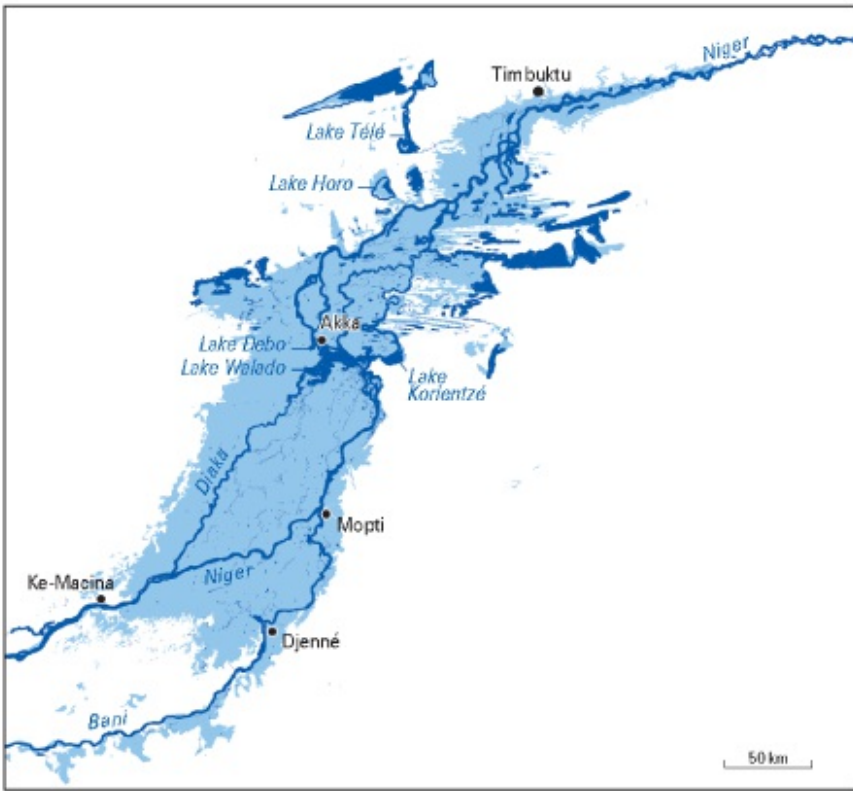 Niger
Timbuktu
Lake Télé
Lake Horo
Akka
Lake Debo
Lake Walado
Lake
Korientzé
Diaka
Mopti
Niger
Ke-Macina
Djenné
Bani
50 km